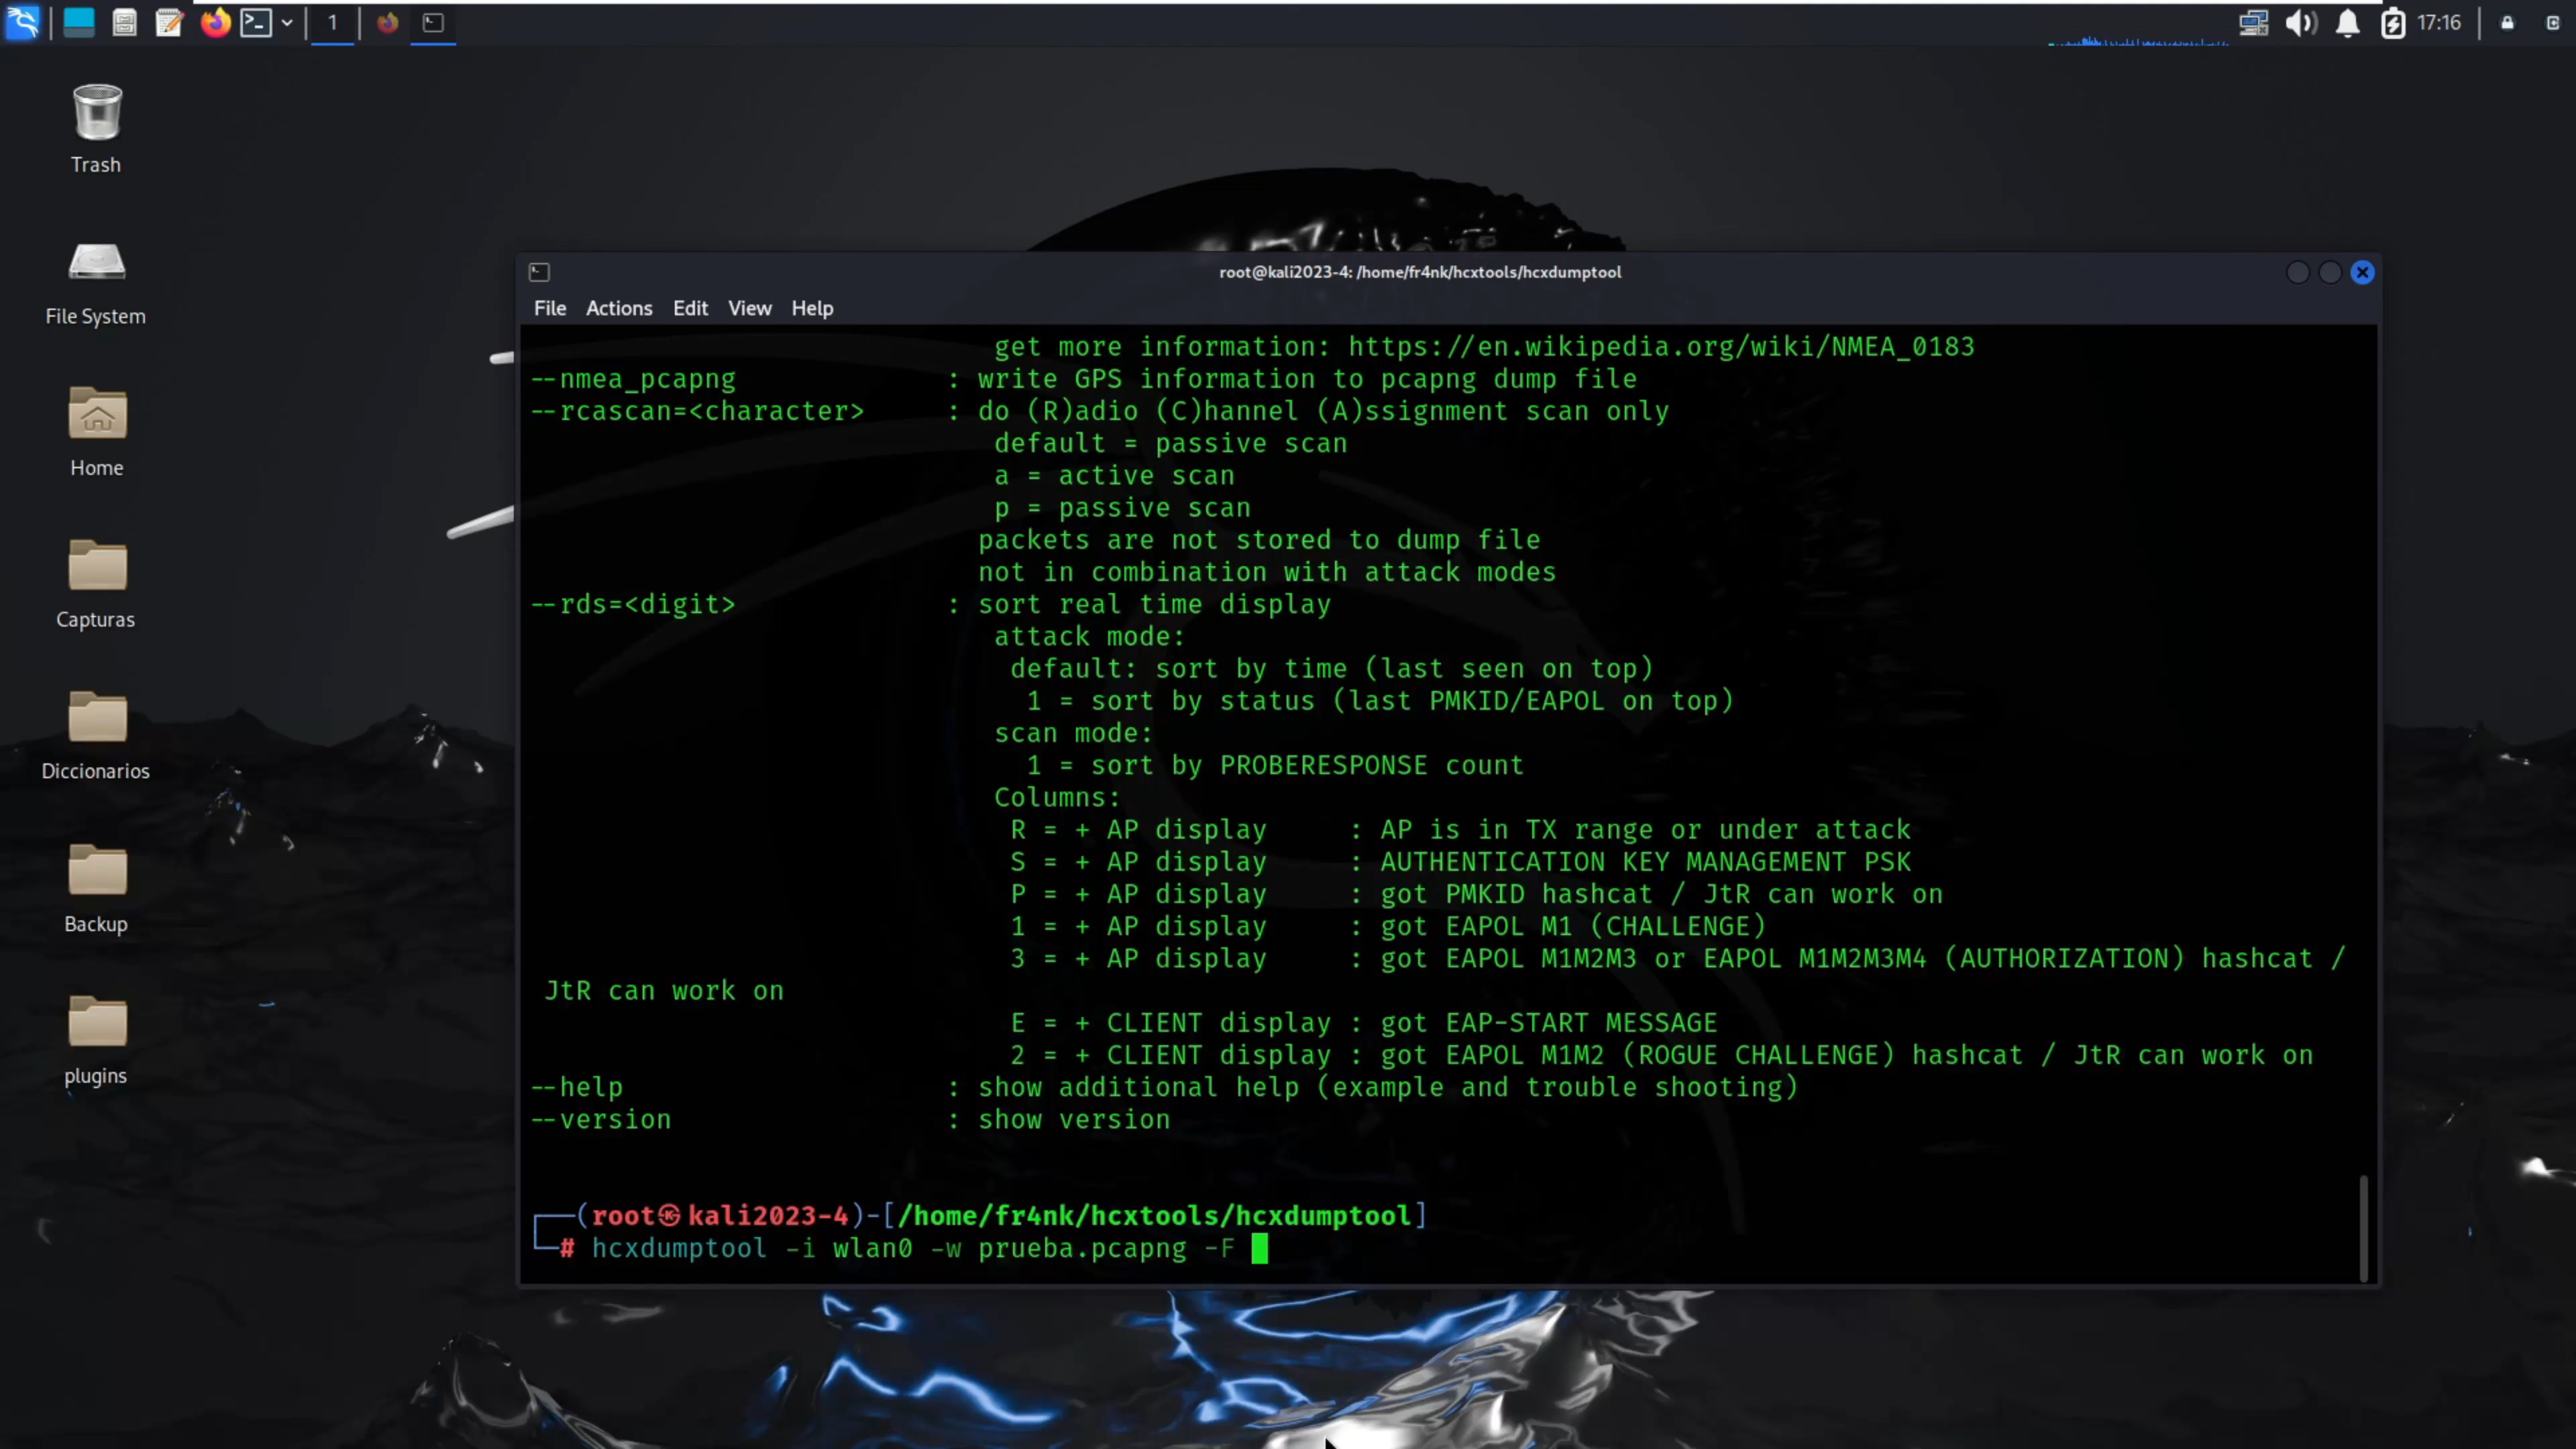 1
17:16
Trash
File System
Home
Capturas
Diccionarios
Backup
plugins
root@kali2023-4: /home/fr4nk/hcxtools/hcxdumptool
File Actions Edit View Help
get more information: https://en.wikipedia.org/wiki/NMEA_0183
--nmea_pcapng : write GPS information to pcapng dump file
--rcascan=<character> : do (R)adio (C)hannel (A)ssignment scan only
default = passive scan
a = active scan
p = passive scan
packets are not stored to dump file
not in combination with attack modes
--rds=<digit> : sort real time display
attack mode:
default: sort by time (last seen on top)
1 = sort by status (last PMKID/EAPOL on top)
scan mode:
1 = sort by PROBERESPONSE count
Columns:
R = + AP display : AP is in TX range or under attack
S = + AP display : AUTHENTICATION KEY MANAGEMENT PSK
P = + AP display : got PMKID hashcat / JtR can work on
1 = + AP display : got EAPOL M1 (CHALLENGE)
3 = + AP display : got EAPOL M1M2M3 or EAPOL M1M2M3M4 (AUTHORIZATION) hashcat /
JtR can work on
E = + CLIENT display : got EAP-START MESSAGE
2 = + CLIENT display : got EAPOL M1M2 (ROGUE CHALLENGE) hashcat / JtR can work on
--help : show additional help (example and trouble shooting)
--version : show version
┌──(root㉿kali2023-4)-[/home/fr4nk/hcxtools/hcxdumptool]
└─# hcxdumptool -i wlan0 -w prueba.pcapng -F